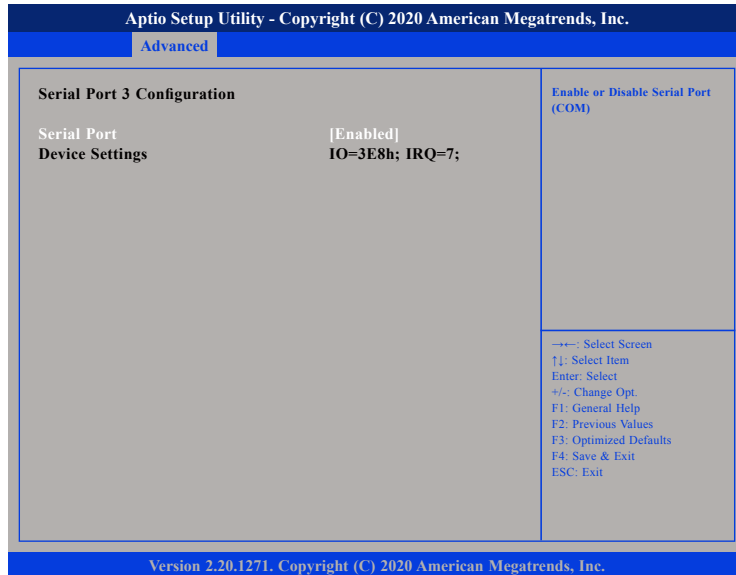 Aptio Setup Utility - Copyright (C) 2020 American Megatrends, Inc.
Advanced
Serial Port 3 Configuration
Serial Port [Enabled]
Device Settings IO=3E8h; IRQ=7;
Enable or Disable Serial Port
(COM)
→←: Select Screen
↑↓: Select Item
Enter: Select
+/-: Change Opt.
F1: General Help
F2: Previous Values
F3: Optimized Defaults
F4: Save & Exit
ESC: Exit
Version 2.20.1271. Copyright (C) 2020 American Megatrends, Inc.